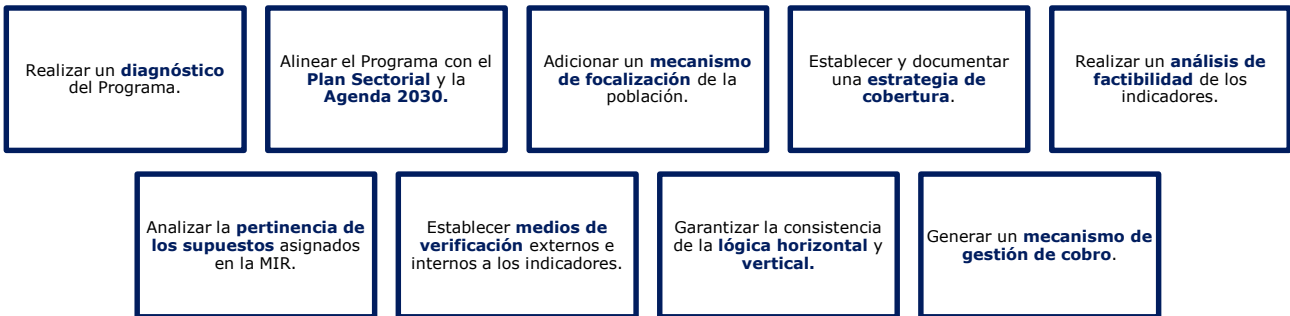 Realizar un diagnóstico
del Programa.
Alinear el Programa con el
Plan Sectorial y la
Agenda 2030.
Adicionar un mecanismo
de focalización de la
población.
Establecer y documentar
una estrategia de
cobertura.
Realizar un análisis de
factibilidad de los
indicadores.
Analizar la pertinencia de
los supuestos asignados
en la MIR.
Establecer medios de
verificación externos e
internos a los indicadores.
Garantizar la consistencia
de la lógica horizontal y
vertical.
Generar un mecanismo de
gestión de cobro.